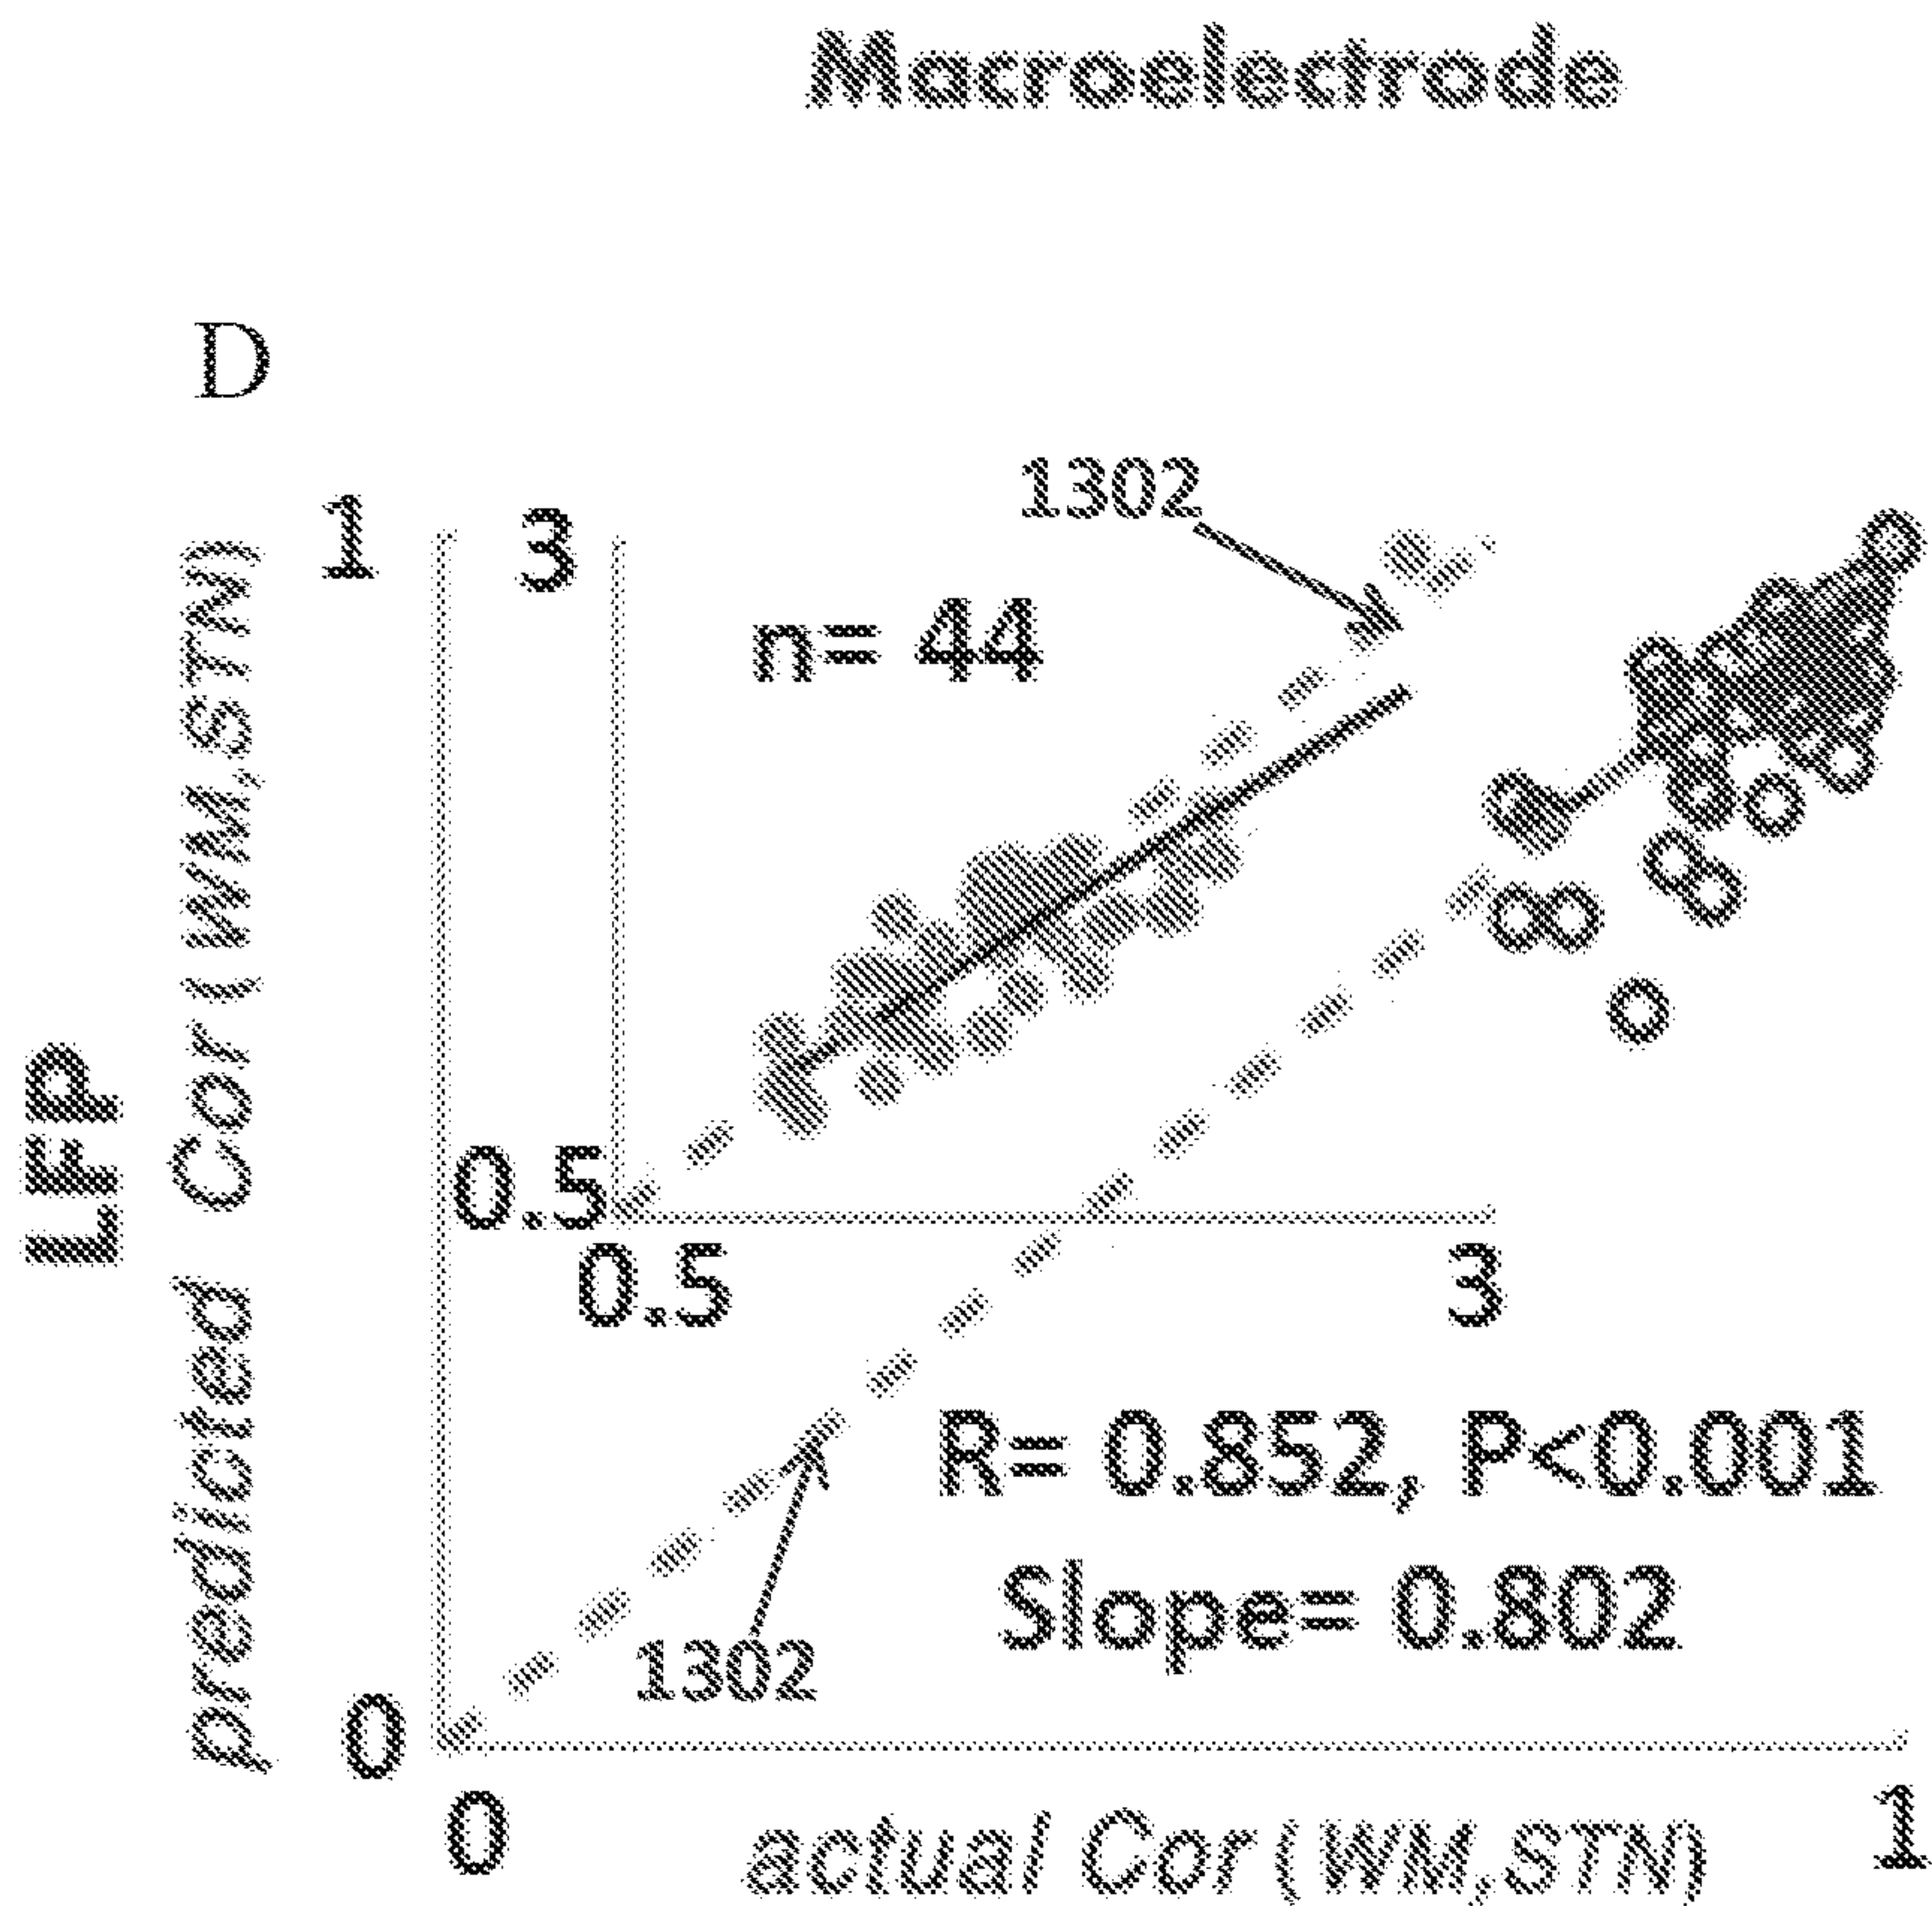 Macroelectrode
D
LFP
predicted Cor(WM,STN)
1
3
n= 44
1302
0.5
0.5
3
R= 0.852, P<0.001
Slope= 0.802
1302
0
0
actual Cor(WM,STN)
1